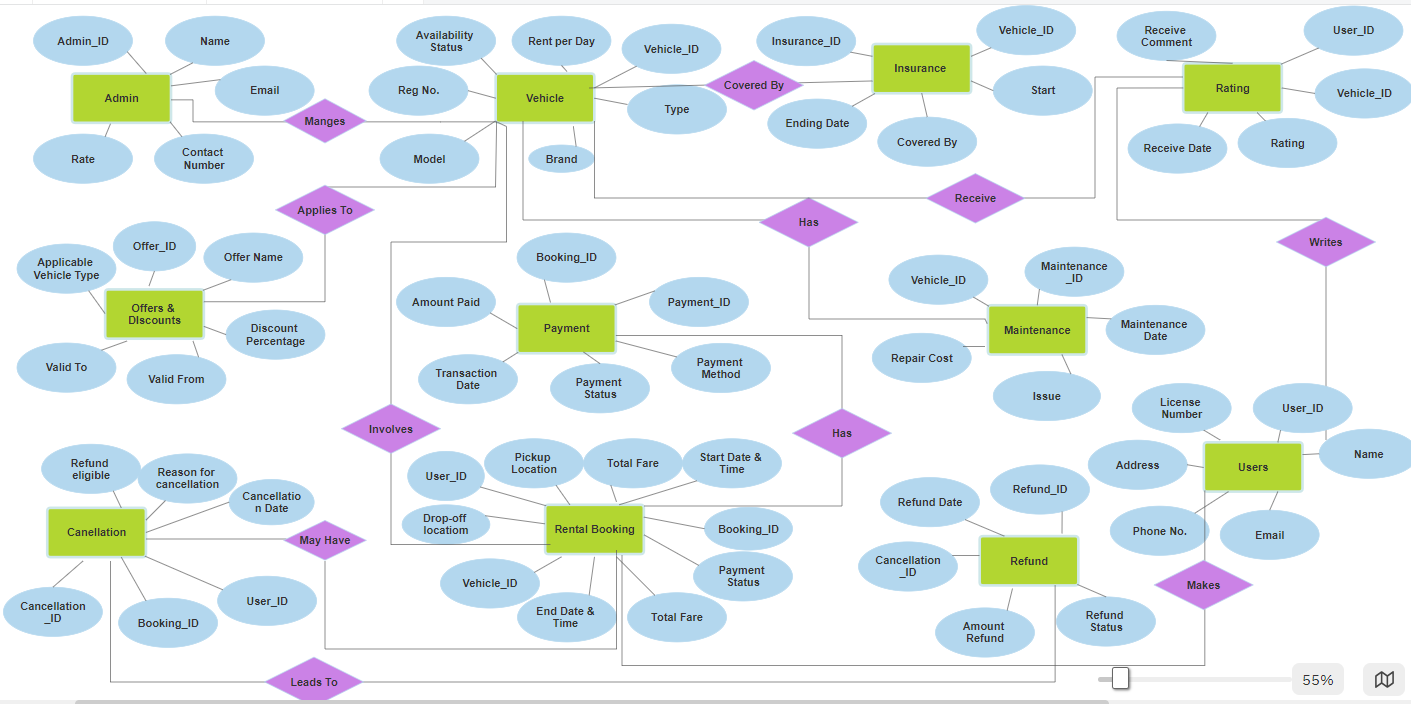 Admin_ID
Name
Email
Admin
Manges
Rate
Contact
Number
Availability
Status
Rent per Day
Vehicle_ID
Reg No.
Vehicle
Type
Model
Brand
Covered By
Insurance_ID
Vehicle_ID
Insurance
Start
Ending Date
Covered By
Receive
Comment
User_ID
Rating
Vehicle_ID
Receive Date
Rating
Applies To
Receive
Has
Writes
Offer_ID
Applicable
Vehicle Type
Offer Name
Offers &
DIscounts
Discount
Percentage
Valid To
Valid From
Booking_ID
Amount Paid
Payment_ID
Payment
Transaction
Date
Payment
Status
Payment
Method
Vehicle_ID
Maintenance
_ID
Maintenance
Maintenance
Date
Repair Cost
Issue
Involves
Has
License
Number
User_ID
Address
Users
Name
Phone No.
Email
Makes
Refund
eligible
Reason for
cancellation
Cancellatio
n Date
Canellation
May Have
Cancellation
_ID
Booking_ID
User_ID
Leads To
User_ID
Pickup
Location
Total Fare
Start Date &
Time
Drop-off
locatiom
Rental Booking
Booking_ID
Vehicle_ID
End Date &
Time
Total Fare
Payment
Status
Refund Date
Refund_ID
Cancellation
_ID
Refund
Amount
Refund
Refund
Status
55%